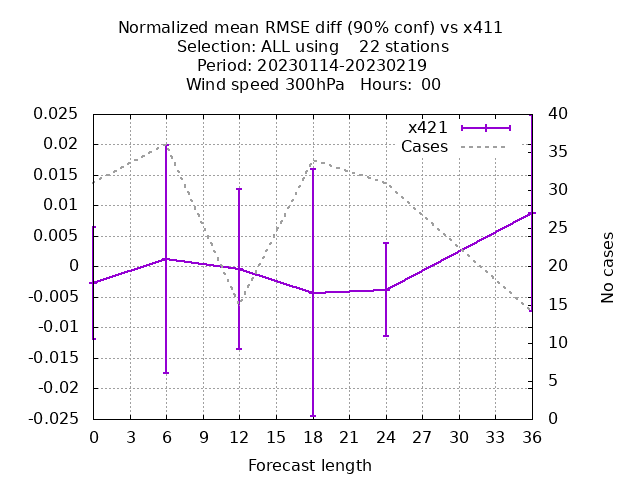 Normalized mean RMSE diff (90% conf) vs x411
Selection: ALL using    22 stations
Period: 20230114-20230219
Wind speed 300hPa   Hours:  00
x421
Cases
0.025
0.02
0.015
0.01
0.005
0
-0.005
-0.01
-0.015
-0.02
-0.025
40
35
30
25
20
15
10
5
0
No cases
0 3 6 9 12 15 18 21 24 27 30 33 36
Forecast length